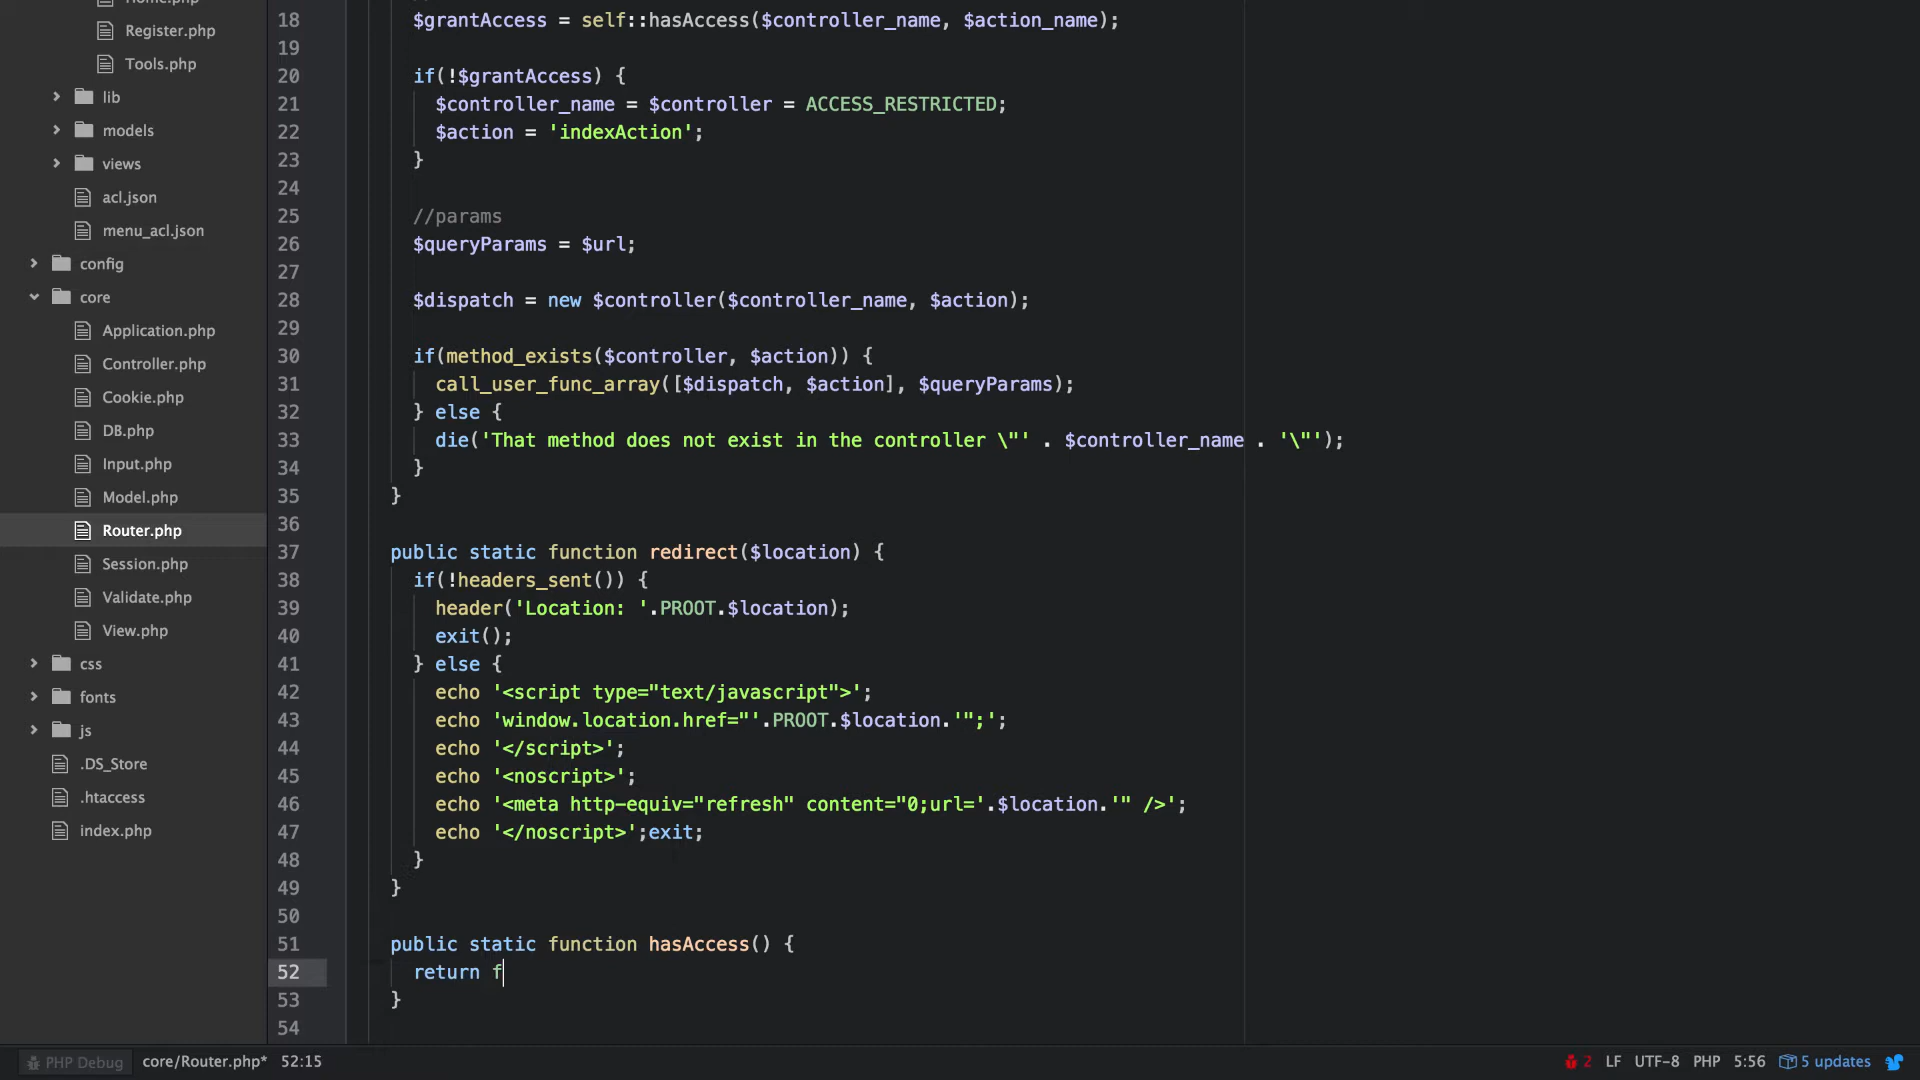 Home.php
Register.php
Tools.php
lib
models
views
acl.json
menu_acl.json
config
core
Application.php
Controller.php
Cookie.php
DB.php
Input.php
Model.php
Router.php
Session.php
Validate.php
View.php
css
fonts
js
.DS_Store
.htaccess
index.php
18 $grantAccess = self::hasAccess($controller_name, $action_name);
19
20 if(!$grantAccess) {
21 $controller_name = $controller = ACCESS_RESTRICTED;
22 $action = 'indexAction';
23 }
24
25 //params
26 $queryParams = $url;
27
28 $dispatch = new $controller($controller_name, $action);
29
30 if(method_exists($controller, $action)) {
31 call_user_func_array([$dispatch, $action], $queryParams);
32 } else {
33 die('That method does not exist in the controller \"' . $controller_name . '\"');
34 }
35 }
36
37 public static function redirect($location) {
38 if(!headers_sent()) {
39 header('Location: '.PROOT.$location);
40 exit();
41 } else {
42 echo '<script type="text/javascript">';
43 echo 'window.location.href="'.PROOT.$location.'";';
44 echo '</script>';
45 echo '<noscript>';
46 echo '<meta http-equiv="refresh" content="0;url='.$location.'" />';
47 echo '</noscript>';exit;
48 }
49 }
50
51 public static function hasAccess() {
52 return f
53 }
54
PHP Debug core/Router.php* 52:15 2 LF UTF-8 PHP 5:56 5 updates